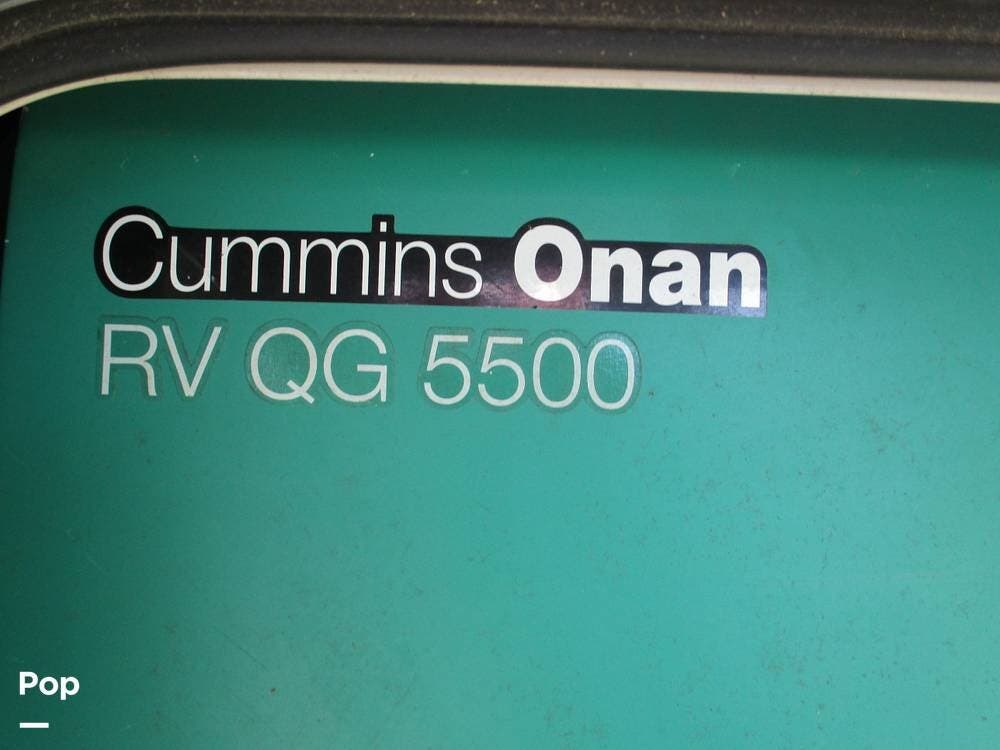 Cummins Onan
RV QG 5500
Pop